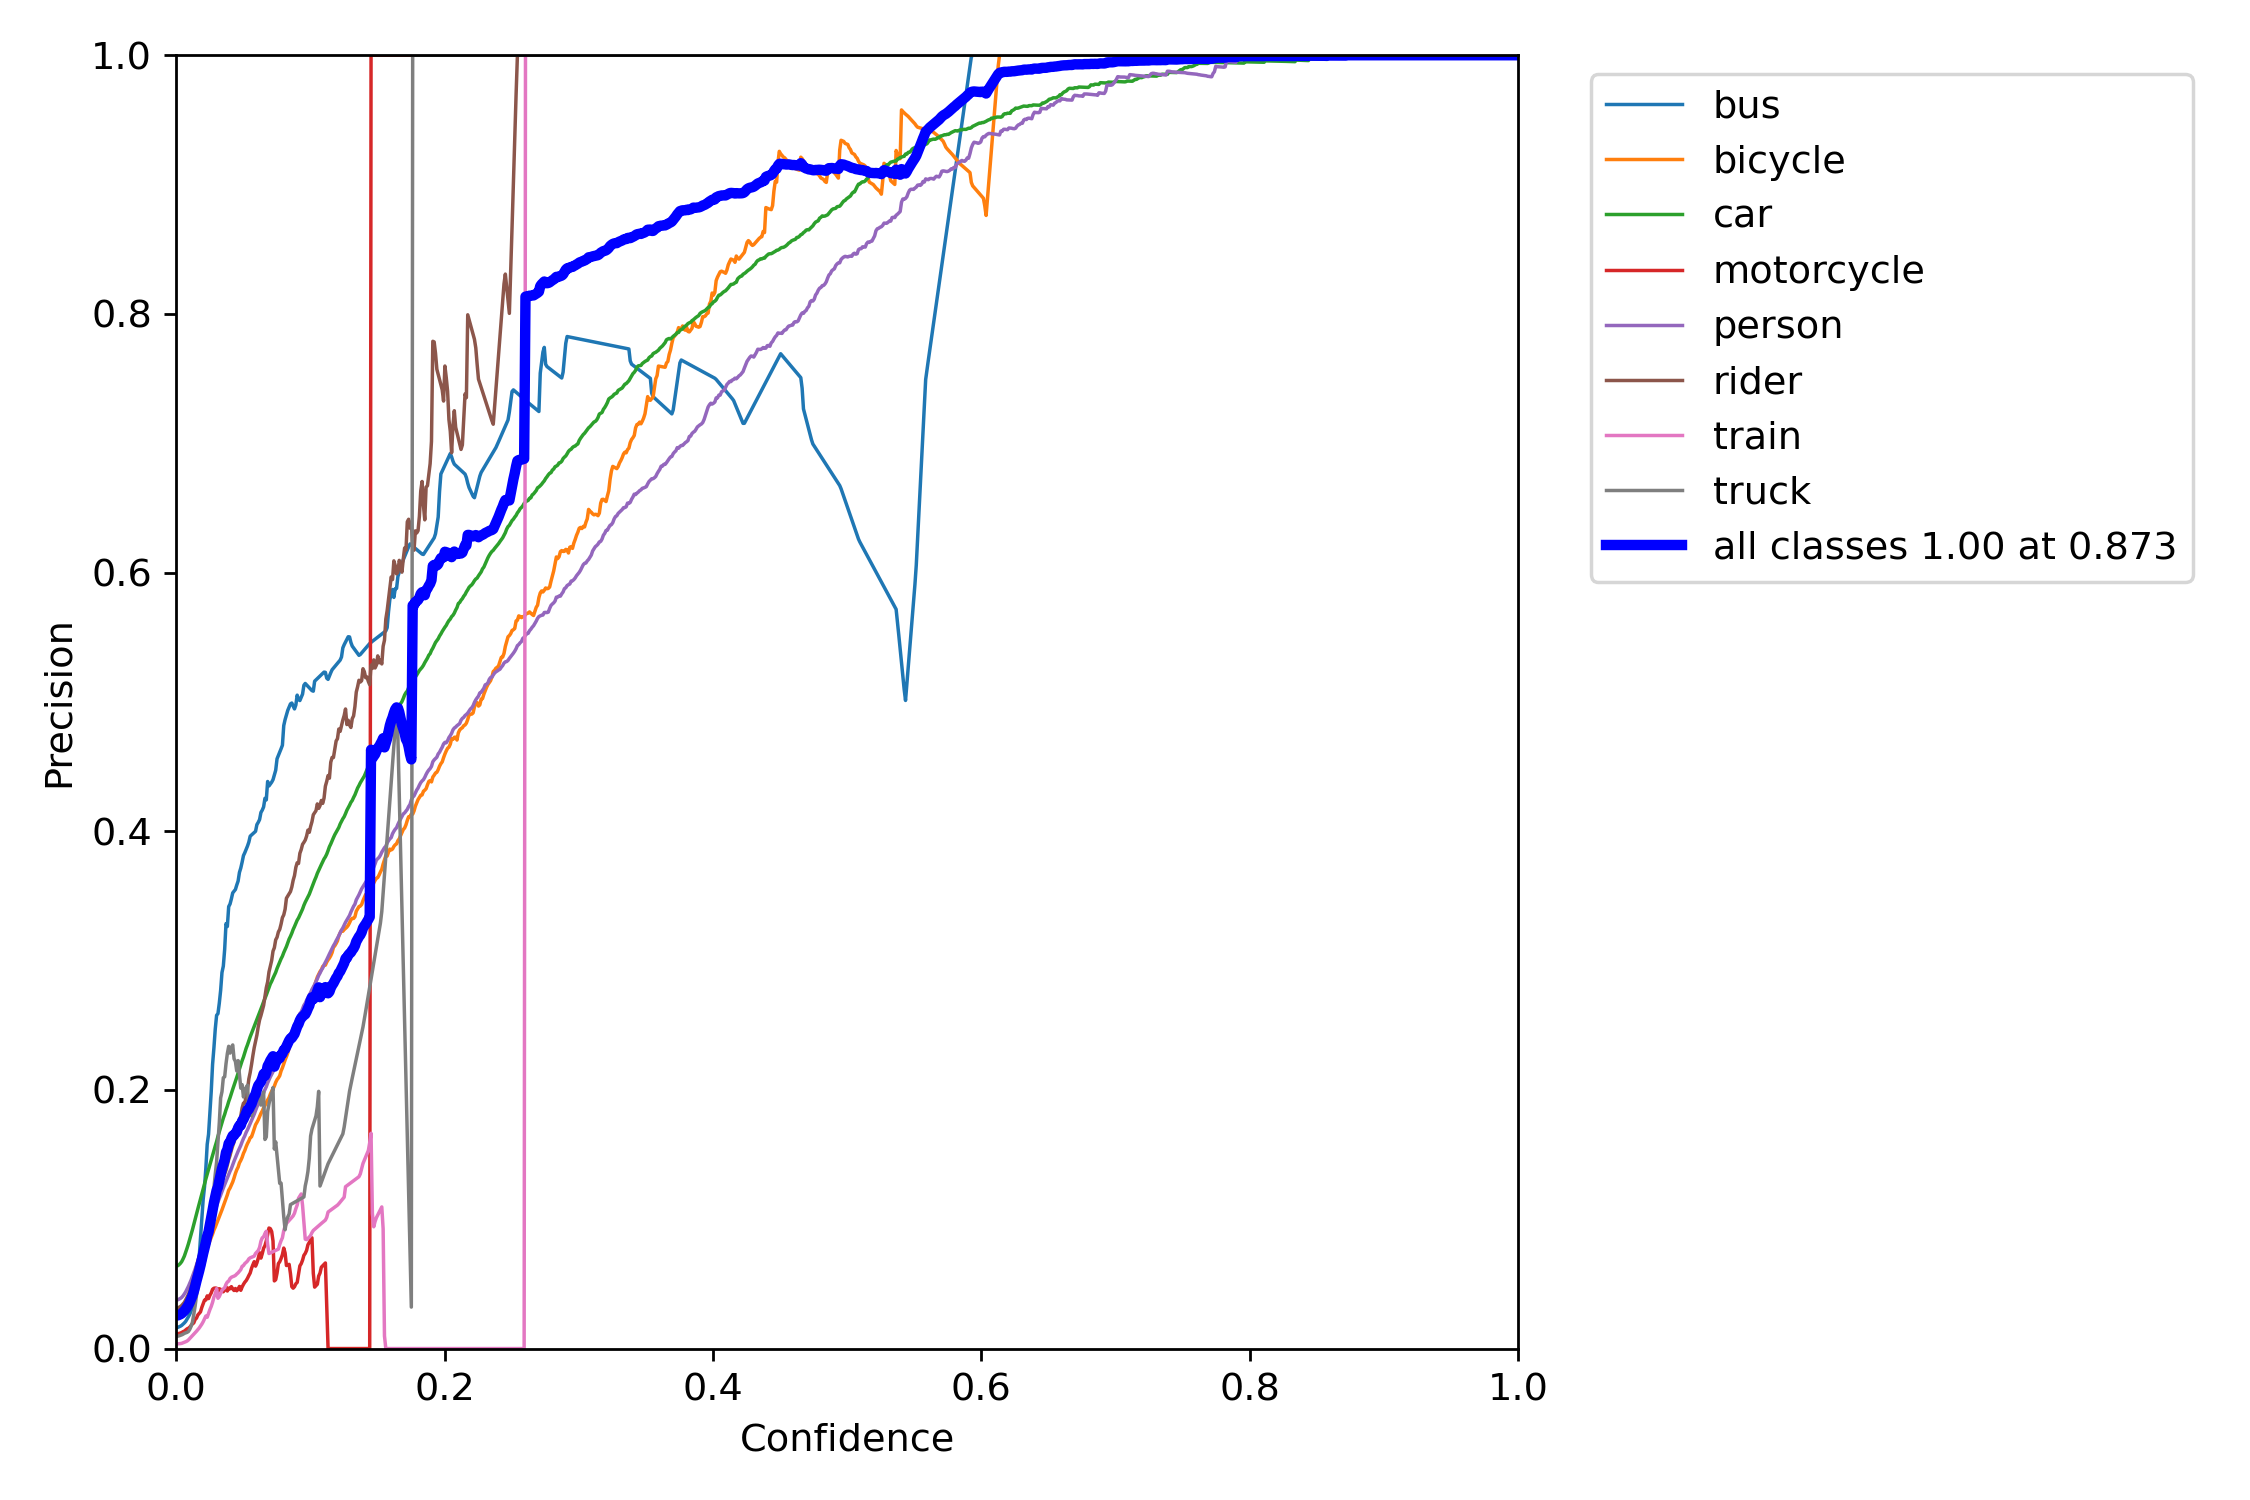 1.0
0.8
0.6
0.4
0.2
0.0
Precision
0.0 0.2 0.4 0.6 0.8 1.0
Confidence
bus
bicycle
car
motorcycle
person
rider
train
truck
all classes 1.00 at 0.873